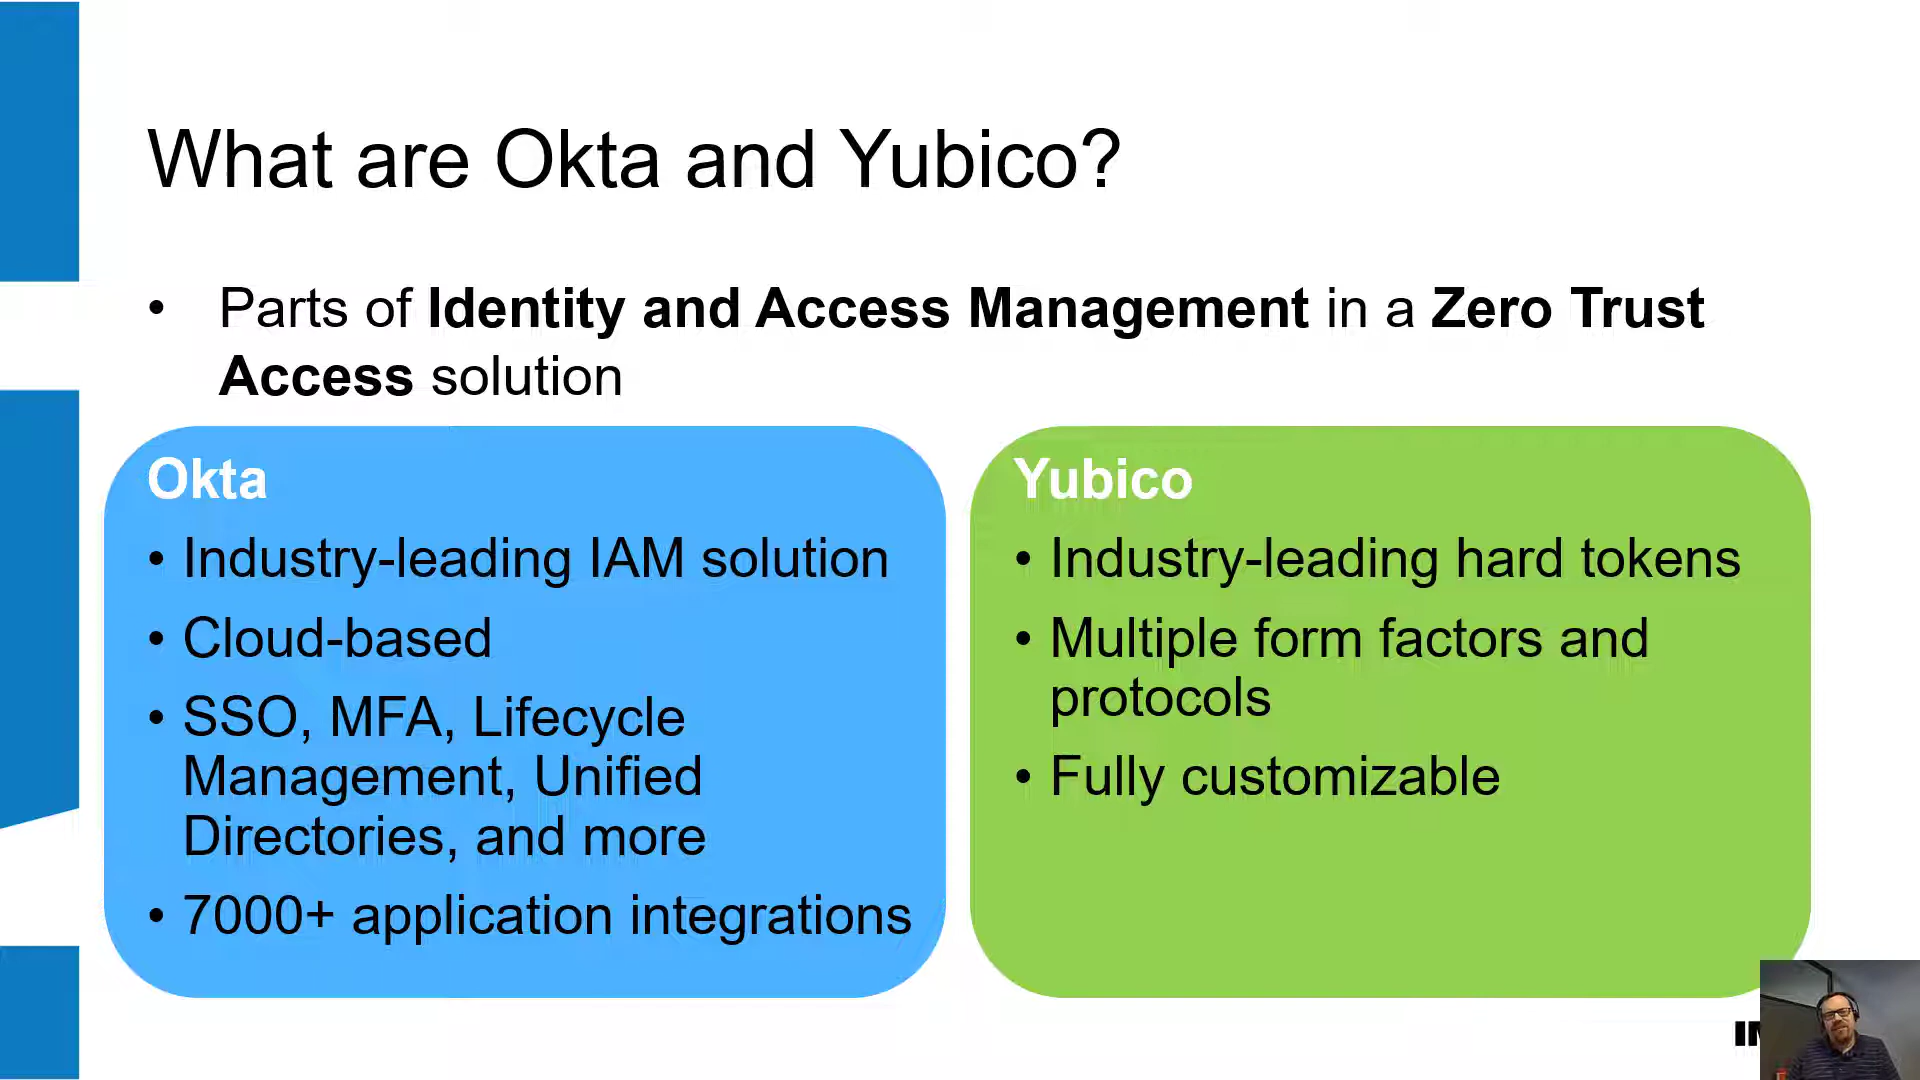 What are Okta and Yubico?
• Parts of Identity and Access Management in a Zero Trust
Access solution
Okta
• Industry-leading IAM solution
• Cloud-based
• SSO, MFA, Lifecycle
Management, Unified
Directories, and more
• 7000+ application integrations
Yubico
• Industry-leading hard tokens
• Multiple form factors and
protocols
• Fully customizable